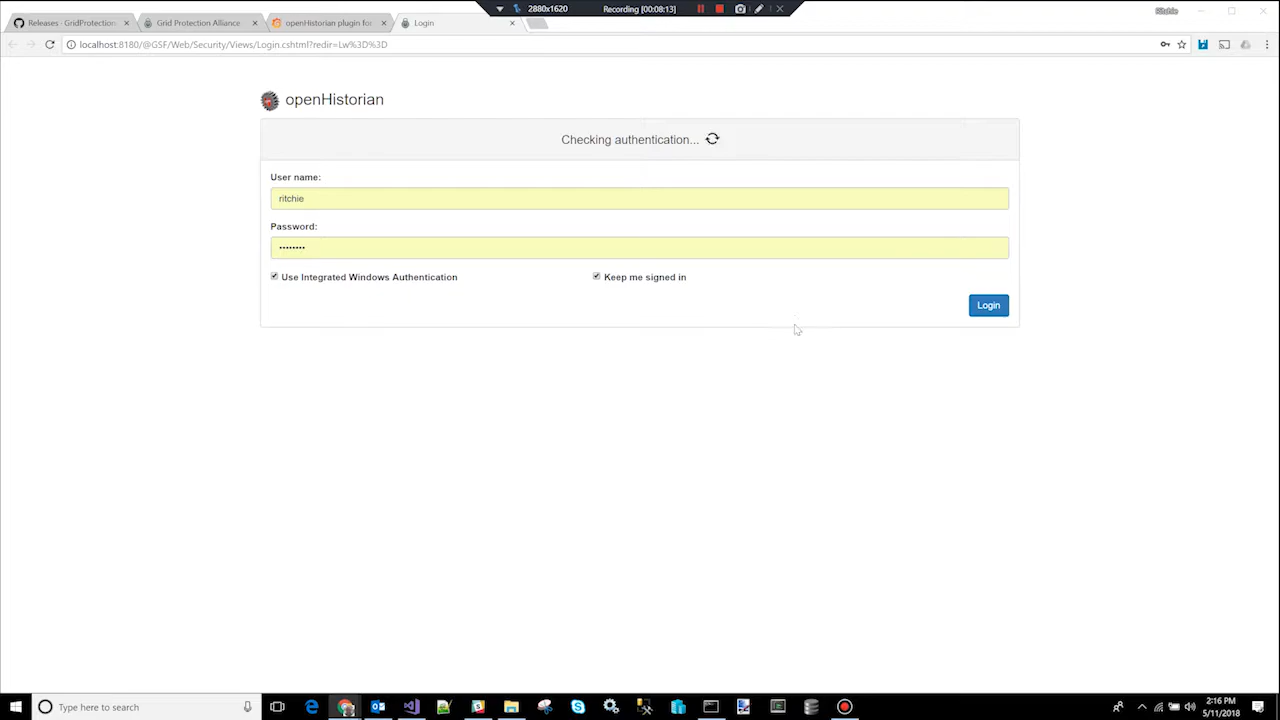 2880x1620
Recording [00:08:13]
Ritchie
Releases · GridProtection
Grid Protection Alliance
openHistorian plugin for
Login
localhost:8180/@GSF/Web/Security/Views/Login.cshtml?redir=Lw%3D%3D
openHistorian
Checking authentication...
User name:
ritchie
Password:
••••••••
Use Integrated Windows Authentication
Keep me signed in
Login
Type here to search
2:16 PM
5/11/2018